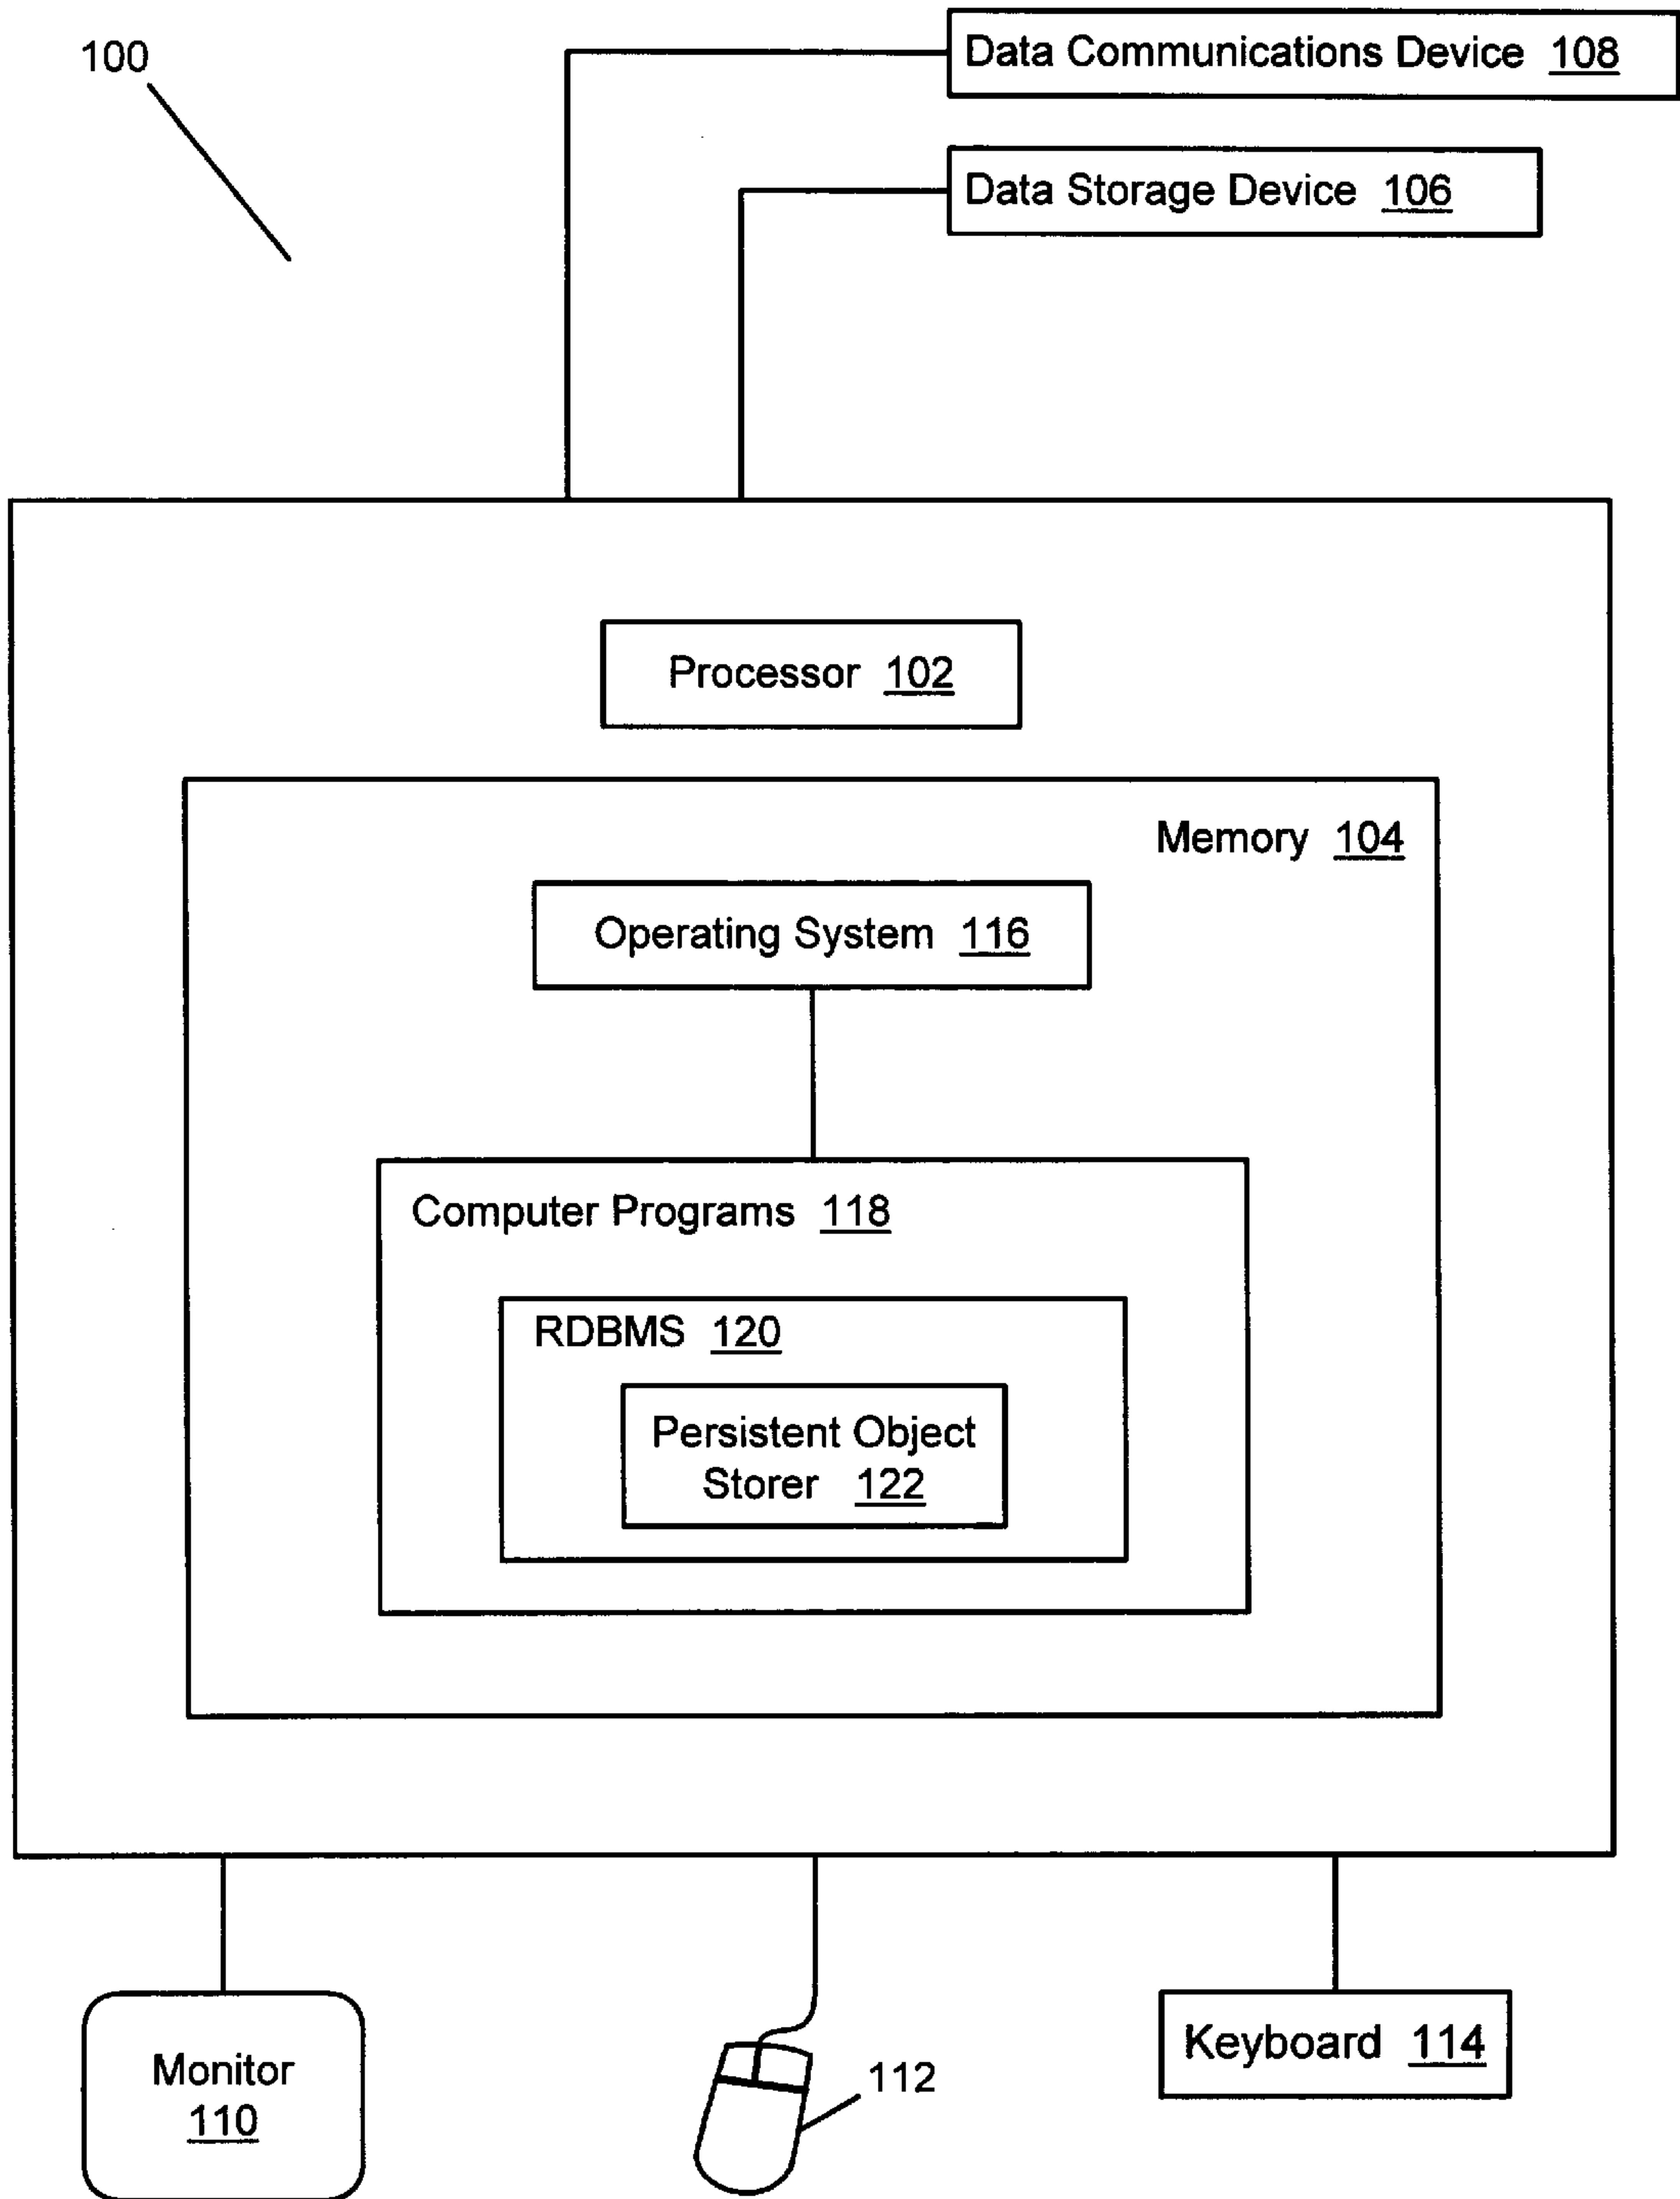 100
Data Communications Device 108
Data Storage Device 106
Processor 102
Memory 104
Operating System 116
Computer Programs 118
RDBMS 120
Persistent Object
Storer 122
Monitor
110
112
Keyboard 114